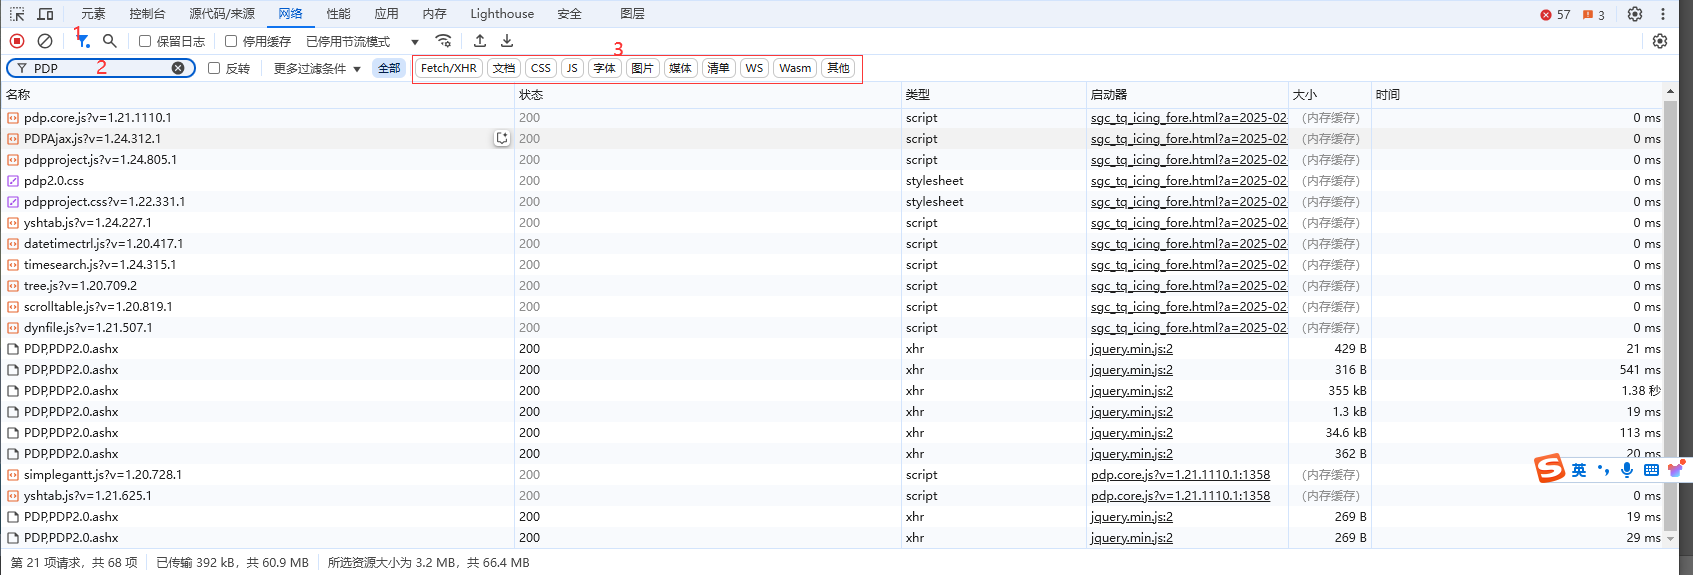 元素 控制台 源代码/来源 网络 性能 应用 内存 Lighthouse 安全 图层 57 3
1 保留日志 停用缓存 已停用节流模式 3
PDP 2 反转 更多过滤条件 全部 Fetch/XHR 文档 CSS JS 字体 图片 媒体 清单 WS Wasm 其他
名称 状态 类型 启动器 大小 时间
pdp.core.js?v=1.21.1110.1 200 script sgc_tq_icing_fore.html?a=2025-02 (内存缓存) 0 ms
PDPAjax.js?v=1.24.312.1 200 script sgc_tq_icing_fore.html?a=2025-02 (内存缓存) 0 ms
pdpproject.js?v=1.24.805.1 200 script sgc_tq_icing_fore.html?a=2025-02 (内存缓存) 0 ms
pdp2.0.css 200 stylesheet sgc_tq_icing_fore.html?a=2025-02 (内存缓存) 0 ms
pdpproject.css?v=1.22.331.1 200 stylesheet sgc_tq_icing_fore.html?a=2025-02 (内存缓存) 0 ms
yshtab.js?v=1.24.227.1 200 script sgc_tq_icing_fore.html?a=2025-02 (内存缓存) 0 ms
datetimectrl.js?v=1.20.417.1 200 script sgc_tq_icing_fore.html?a=2025-02 (内存缓存) 0 ms
timesearch.js?v=1.24.315.1 200 script sgc_tq_icing_fore.html?a=2025-02 (内存缓存) 0 ms
tree.js?v=1.20.709.2 200 script sgc_tq_icing_fore.html?a=2025-02 (内存缓存) 0 ms
scrolltable.js?v=1.20.819.1 200 script sgc_tq_icing_fore.html?a=2025-02 (内存缓存) 0 ms
dynfile.js?v=1.21.507.1 200 script sgc_tq_icing_fore.html?a=2025-02 (内存缓存) 0 ms
PDP,PDP2.0.ashx 200 xhr jquery.min.js:2 429 B 21 ms
PDP,PDP2.0.ashx 200 xhr jquery.min.js:2 316 B 541 ms
PDP,PDP2.0.ashx 200 xhr jquery.min.js:2 355 kB 1.38 秒
PDP,PDP2.0.ashx 200 xhr jquery.min.js:2 1.3 kB 19 ms
PDP,PDP2.0.ashx 200 xhr jquery.min.js:2 34.6 kB 113 ms
PDP,PDP2.0.ashx 200 xhr jquery.min.js:2 362 B 20 ms
simplegantt.js?v=1.20.728.1 200 script pdp.core.js?v=1.21.1110.1:1358 (内存缓存) 英
yshtab.js?v=1.21.625.1 200 script pdp.core.js?v=1.21.1110.1:1358 (内存缓存) 0 ms
PDP,PDP2.0.ashx 200 xhr jquery.min.js:2 269 B 19 ms
PDP,PDP2.0.ashx 200 xhr jquery.min.js:2 269 B 29 ms
第 21 项请求，共 68 项 已传输 392 kB，共 60.9 MB 所选资源大小为 3.2 MB，共 66.4 MB